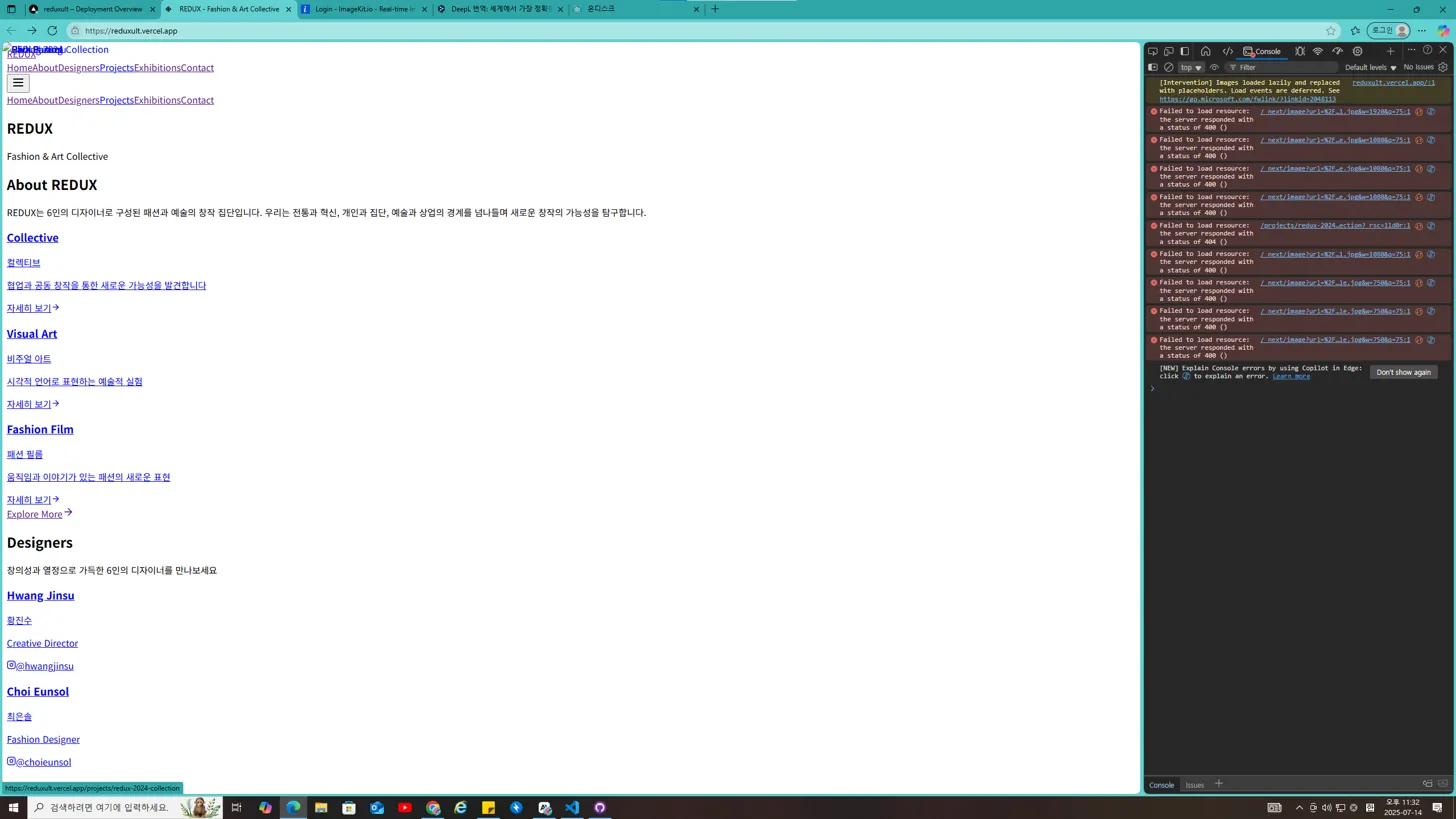 reduxult – Deployment Overview
REDUX - Fashion & Art Collective
Login - ImageKit.io - Real-time
DeepL 번역: 세계에서 가장 정확
온디스크
https://reduxult.vercel.app
로그인
Collection
REDUX
HomeAboutDesignersProjectsExhibitionsContact
HomeAboutDesignersProjectsExhibitionsContact
REDUX
Fashion & Art Collective
About REDUX
REDUX는 6인의 디자이너로 구성된 패션과 예술의 창작 집단입니다. 우리는 전통과 혁신, 개인과 집단, 예술과 상업의 경계를 넘나들며 새로운 창작의 가능성을 탐구합니다.
Collective
컬렉티브
협업과 공동 창작을 통한 새로운 가능성을 발견합니다
자세히 보기
Visual Art
비주얼 아트
시각적 언어로 표현하는 예술적 실험
자세히 보기
Fashion Film
패션 필름
움직임과 이야기가 있는 패션의 새로운 표현
자세히 보기
Explore More
Designers
창의성과 열정으로 가득한 6인의 디자이너를 만나보세요
Hwang Jinsu
황진수
Creative Director
@hwangjinsu
Choi Eunsol
최은솔
Fashion Designer
@choieunsol
https://reduxult.vercel.app/projects/redux-2024-collection
Console
top
Filter
Default levels
No Issues
[Intervention] Images loaded lazily and replaced reduxult.vercel.app/:1
with placeholders. Load events are deferred. See
https://go.microsoft.com/fwlink/?linkid=2048113
Failed to load resource: /_next/image?url=%2F…1.jpg&w=1920&q=75:1
the server responded with
a status of 400 ()
Failed to load resource: /_next/image?url=%2F…e.jpg&w=1080&q=75:1
the server responded with
a status of 400 ()
Failed to load resource: /_next/image?url=%2F…e.jpg&w=1080&q=75:1
the server responded with
a status of 400 ()
Failed to load resource: /_next/image?url=%2F…e.jpg&w=1080&q=75:1
the server responded with
a status of 400 ()
Failed to load resource: /projects/redux-2024…ection?_rsc=1ld0r:1
the server responded with
a status of 404 ()
Failed to load resource: /_next/image?url=%2F…1.jpg&w=1080&q=75:1
the server responded with
a status of 400 ()
Failed to load resource: /_next/image?url=%2F…le.jpg&w=750&q=75:1
the server responded with
a status of 400 ()
Failed to load resource: /_next/image?url=%2F…le.jpg&w=750&q=75:1
the server responded with
a status of 400 ()
Failed to load resource: /_next/image?url=%2F…le.jpg&w=750&q=75:1
the server responded with
a status of 400 ()
[NEW] Explain Console errors by using Copilot in Edge:
click to explain an error. Learn more
Don't show again
Console
Issues
검색하려면 여기에 입력하세요.
오후 11:32
2025-07-14